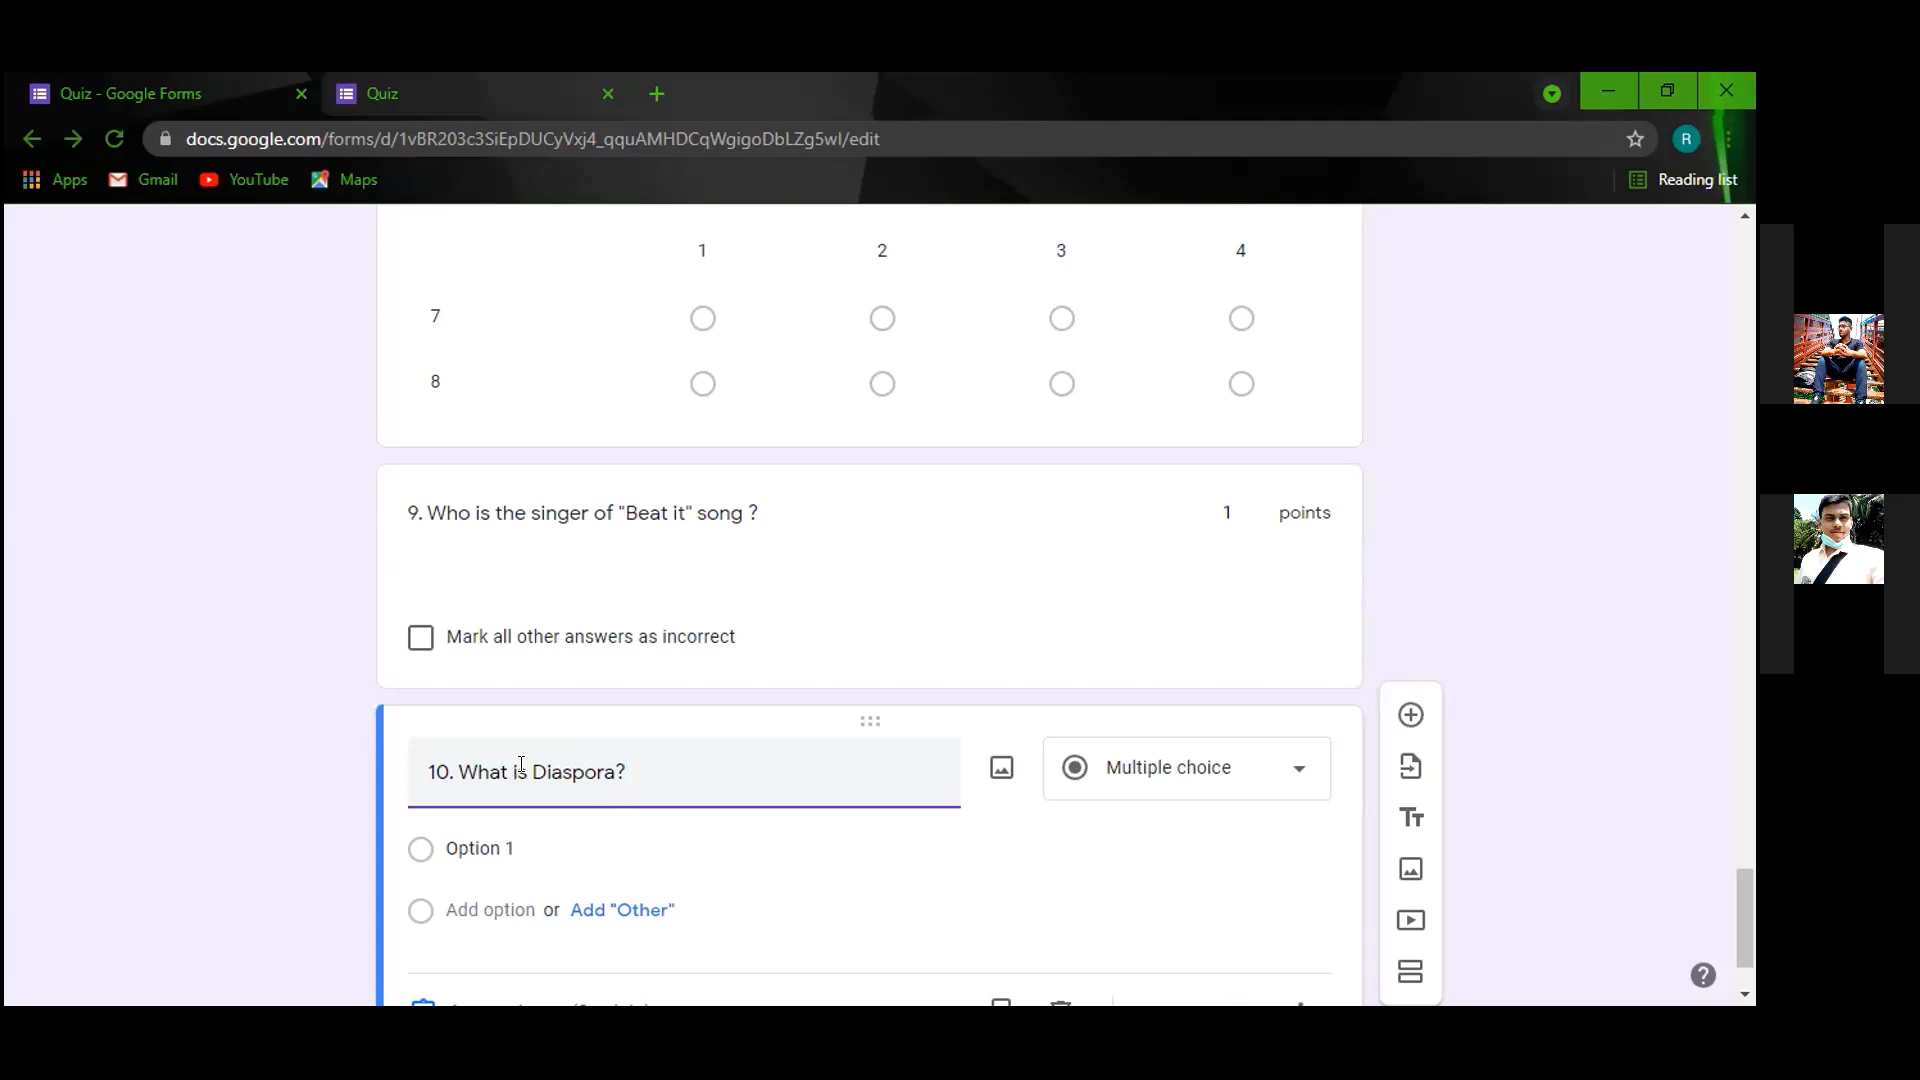 Quiz - Google Forms
Quiz
docs.google.com/forms/d/1vBR203c3SiEpDUCyVxj4_qquAMHDCqWgigoDbLZg5wI/edit
R
Apps
Gmail
YouTube
Maps
Reading list
1 2 3 4
7
8
9. Who is the singer of "Beat it" song ?
1 points
Mark all other answers as incorrect
10. What is Diaspora?
Multiple choice
Option 1
Add option or Add "Other"